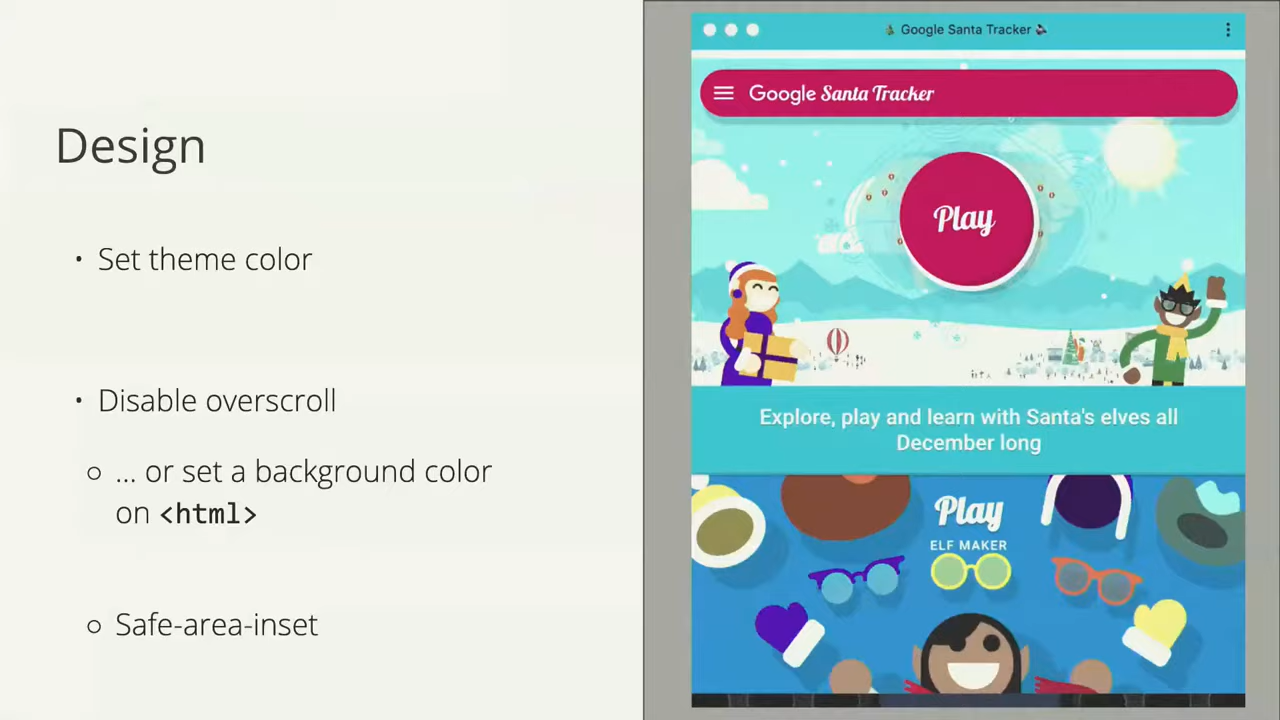 Design
• Set theme color
• Disable overscroll
○ ... or set a background color
on <html>
○ Safe-area-inset
Google Santa Tracker
Google Santa Tracker
Play
Explore, play and learn with Santa's elves all
December long
Play
ELF MAKER